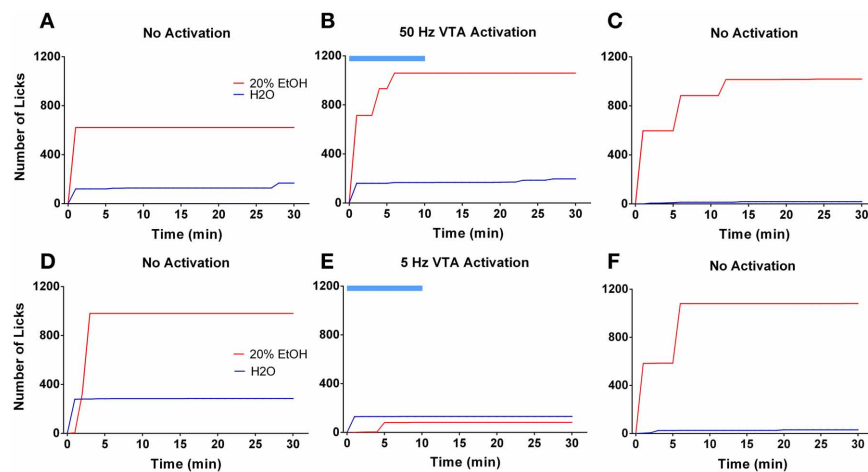 A
No Activation
Number of Licks
1200
800
400
0
20% EtOH
H2O
0 5 10 15 20 25 30
Time (min)
B
50 Hz VTA Activation
1200
800
400
0
0 5 10 15 20 25 30
Time (min)
C
No Activation
1200
800
400
0
0 5 10 15 20 25 30
Time (min)
D
No Activation
Number of Licks
1200
800
400
0
20% EtOH
H2O
0 5 10 15 20 25 30
Time (min)
E
5 Hz VTA Activation
1200
800
400
0
0 5 10 15 20 25 30
Time (min)
F
No Activation
1200
800
400
0
0 5 10 15 20 25 30
Time (min)